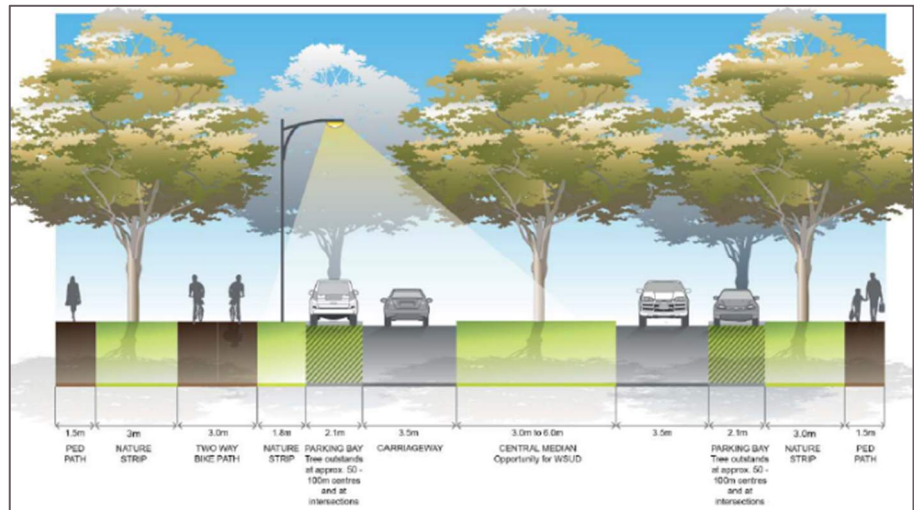 1.5m 3m 3.0m 1.8m 2.1m 3.5m 3.0m to 6.0m 3.5m 2.1m 3.0m 1.5m
PED
PATH
NATURE
STRIP
TWO WAY
BIKE PATH
NATURE
STRIP
PARKING BAY
Tree outstands
at approx. 50 -
100m centres
and at
intersections
CARRIAGEWAY
CENTRAL MEDIAN
Opportunity for WSUD
PARKING BAY
Tree outstands
at approx. 50 -
100m centres
and at
intersections
NATURE
STRIP
PED
PATH